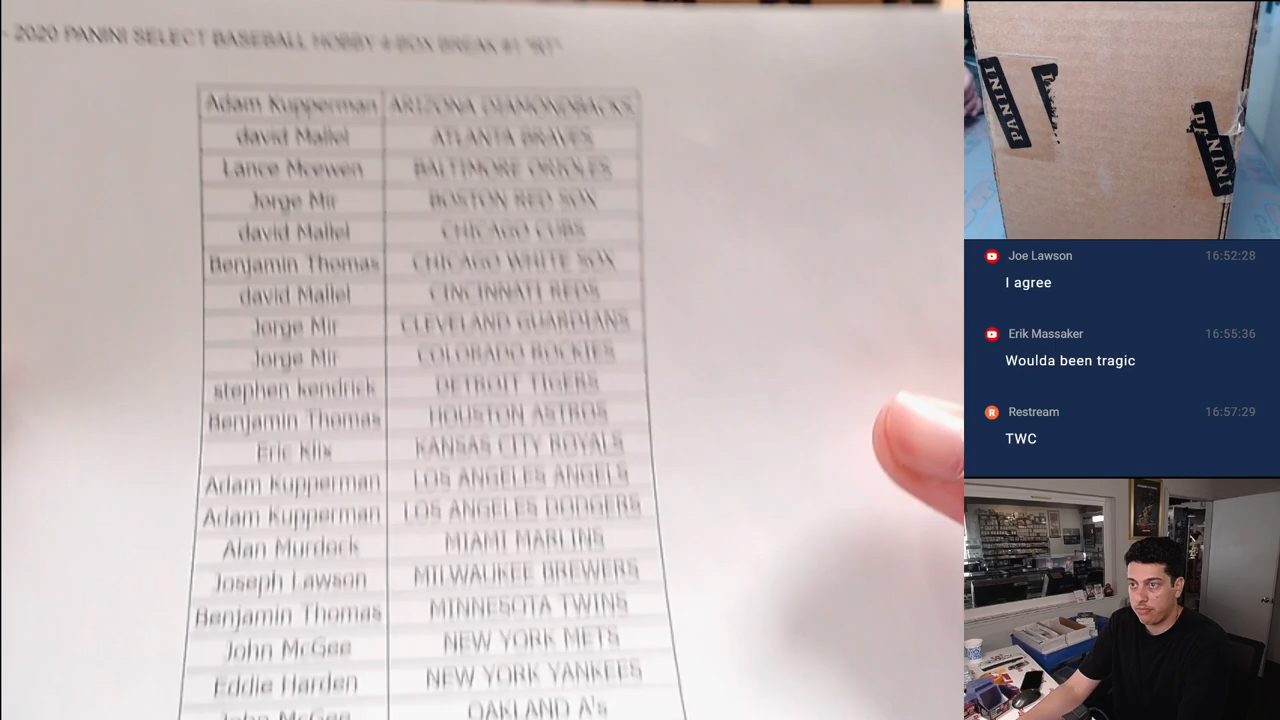 - 2020 PANINI SELECT BASEBALL HOBBY 4-BOX BREAK #1
Adam Kupperman ARIZONA DIAMONDBACKS
david Mallel ATLANTA BRAVES
Lance Mcewen BALTIMORE ORIOLES
Jorge Mir BOSTON RED SOX
david Mallel CHICAGO CUBS
Benjamin Thomas CHICAGO WHITE SOX
david Mallel CINCINNATI REDS
Jorge Mir CLEVELAND GUARDIANS
Jorge Mir COLORADO ROCKIES
stephen kendrick DETROIT TIGERS
Benjamin Thomas HOUSTON ASTROS
Eric Klix KANSAS CITY ROYALS
Adam Kupperman LOS ANGELES ANGELS
Adam Kupperman LOS ANGELES DODGERS
Alan Murdock MIAMI MARLINS
Joseph Lawson MILWAUKEE BREWERS
Benjamin Thomas MINNESOTA TWINS
John McGee NEW YORK METS
Eddie Harden NEW YORK YANKEES
John McGee OAKLAND A's
PANINI
NINI
Joe Lawson 16:52:28
I agree
Erik Massaker 16:55:36
Woulda been tragic
R Restream 16:57:29
TWC